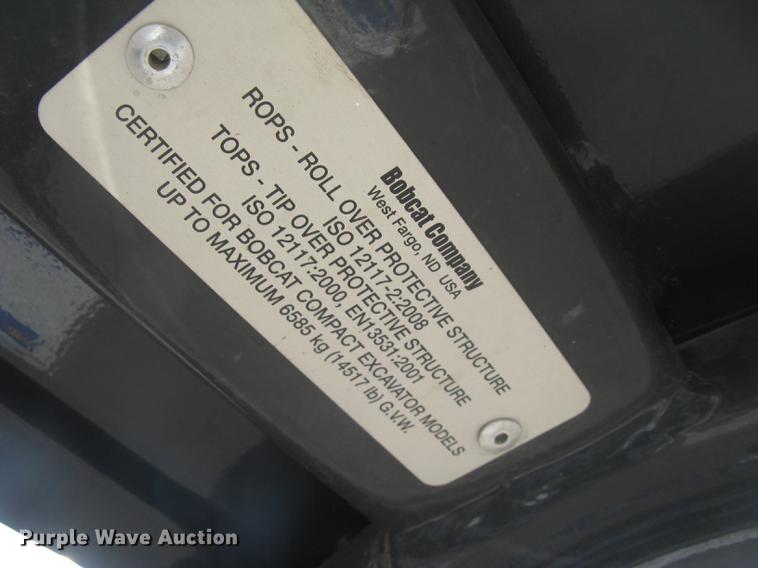 Bobcat Company
West Fargo, ND USA
ROPS - ROLL OVER PROTECTIVE STRUCTURE
ISO 12117-2:2008
TOPS - TIP OVER PROTECTIVE STRUCTURE
ISO 12117:2000, EN13531:2001
CERTIFIED FOR BOBCAT COMPACT EXCAVATOR MODELS
UP TO MAXIMUM 6585 kg (14517 lb) G.V.W.
Purple Wave Auction®